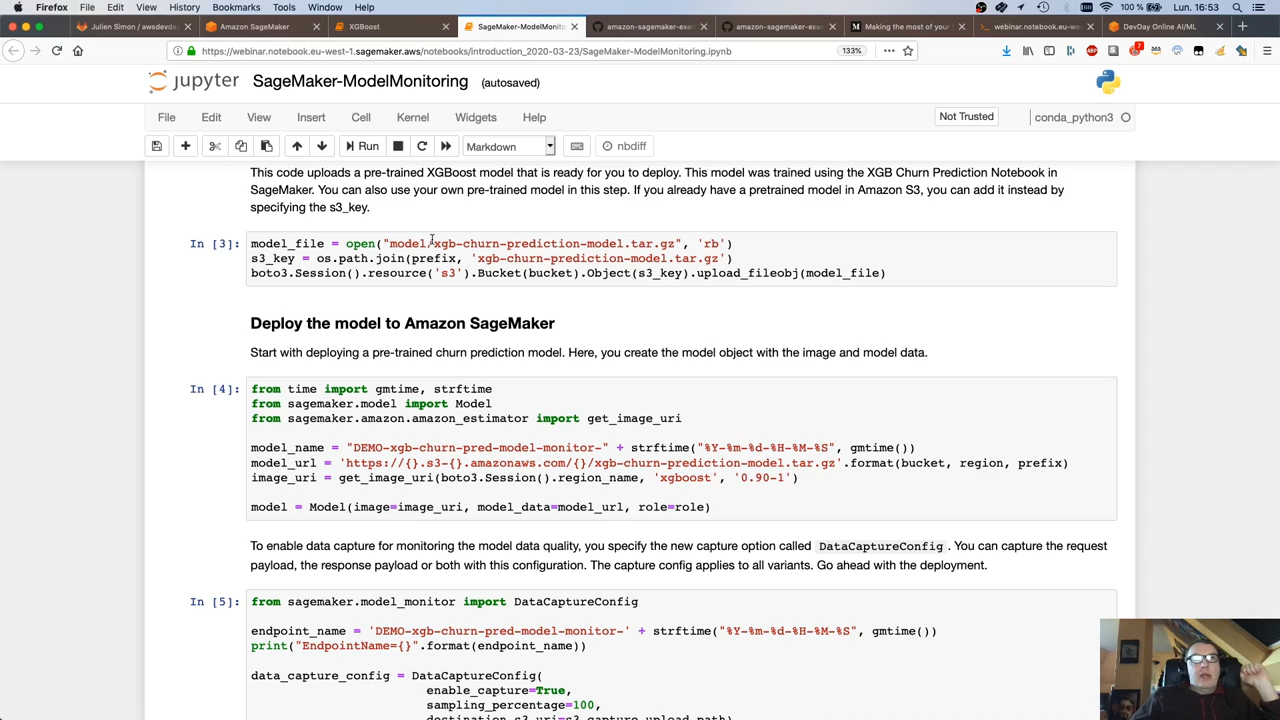 Firefox File Edit View History Bookmarks Tools Window Help
100 % Lun. 16:53
Julien Simon / awsdevd
Amazon SageMaker
XGBoost
SageMaker-ModelMonito
amazon-sagemaker-exa
amazon-sagemaker-exa
Making the most of your
webinar.notebook.eu-west
DevDay Online AI/ML
https://webinar.notebook.eu-west-1.sagemaker.aws/notebooks/introduction_2020-03-23/SageMaker-ModelMonitoring.ipynb
133%
jupyter SageMaker-ModelMonitoring (autosaved)
File Edit View Insert Cell Kernel Widgets Help
Not Trusted
conda_python3
Run
Markdown
nbdiff
This code uploads a pre-trained XGBoost model that is ready for you to deploy. This model was trained using the XGB Churn Prediction Notebook in
SageMaker. You can also use your own pre-trained model in this step. If you already have a pretrained model in Amazon S3, you can add it instead by
specifying the s3_key.
In [3]: model_file = open("model/xgb-churn-prediction-model.tar.gz", 'rb')
s3_key = os.path.join(prefix, 'xgb-churn-prediction-model.tar.gz')
boto3.Session().resource('s3').Bucket(bucket).Object(s3_key).upload_fileobj(model_file)
Deploy the model to Amazon SageMaker
Start with deploying a pre-trained churn prediction model. Here, you create the model object with the image and model data.
In [4]: from time import gmtime, strftime
from sagemaker.model import Model
from sagemaker.amazon.amazon_estimator import get_image_uri
model_name = "DEMO-xgb-churn-pred-model-monitor-" + strftime("%Y-%m-%d-%H-%M-%S", gmtime())
model_url = 'https://{}.s3-{}.amazonaws.com/{}/xgb-churn-prediction-model.tar.gz'.format(bucket, region, prefix)
image_uri = get_image_uri(boto3.Session().region_name, 'xgboost', '0.90-1')
model = Model(image=image_uri, model_data=model_url, role=role)
To enable data capture for monitoring the model data quality, you specify the new capture option called DataCaptureConfig. You can capture the request
payload, the response payload or both with this configuration. The capture config applies to all variants. Go ahead with the deployment.
In [5]: from sagemaker.model_monitor import DataCaptureConfig
endpoint_name = 'DEMO-xgb-churn-pred-model-monitor-' + strftime("%Y-%m-%d-%H-%M-%S", gmtime())
print("EndpointName={}".format(endpoint_name))
data_capture_config = DataCaptureConfig(
enable_capture=True,
sampling_percentage=100,
destination_s3_uri=s3_capture_upload_path)